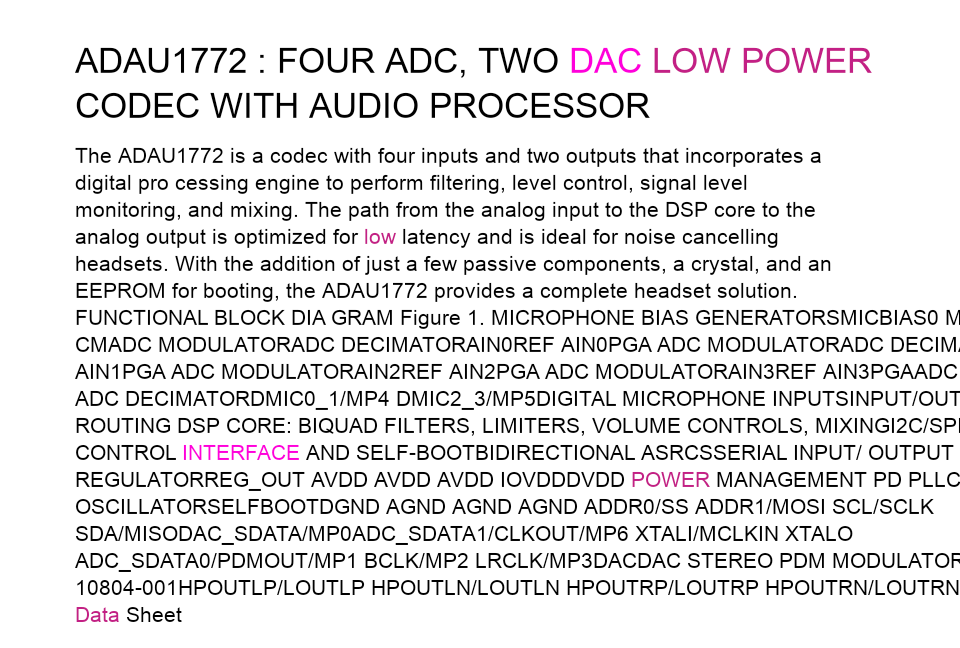 ADAU1772 : FOUR ADC, TWO DAC LOW POWER
CODEC WITH AUDIO PROCESSOR
The ADAU1772 is a codec with four inputs and two outputs that incorporates a
digital pro cessing engine to perform filtering, level control, signal level
monitoring, and mixing. The path from the analog input to the DSP core to the
analog output is optimized for low latency and is ideal for noise cancelling
headsets. With the addition of just a few passive components, a crystal, and an
EEPROM for booting, the ADAU1772 provides a complete headset solution.
FUNCTIONAL BLOCK DIA GRAM Figure 1. MICROPHONE BIAS GENERATORSMICBIAS0 M
CMADC MODULATORADC DECIMATORAIN0REF AIN0PGA ADC MODULATORADC DECIMA
AIN1PGA ADC MODULATORAIN2REF AIN2PGA ADC MODULATORAIN3REF AIN3PGAADC
ADC DECIMATORDMIC0_1/MP4 DMIC2_3/MP5DIGITAL MICROPHONE INPUTSINPUT/OUT
ROUTING DSP CORE: BIQUAD FILTERS, LIMITERS, VOLUME CONTROLS, MIXINGI2C/SPI
CONTROL INTERFACE AND SELF-BOOTBIDIRECTIONAL ASRCSSERIAL INPUT/ OUTPUT
REGULATORREG_OUT AVDD AVDD AVDD IOVDDDVDD POWER MANAGEMENT PD PLLC
OSCILLATORSELFBOOTDGND AGND AGND AGND ADDR0/SS ADDR1/MOSI SCL/SCLK
SDA/MISODAC_SDATA/MP0ADC_SDATA1/CLKOUT/MP6 XTALI/MCLKIN XTALO
ADC_SDATA0/PDMOUT/MP1 BCLK/MP2 LRCLK/MP3DACDAC STEREO PDM MODULATOR
10804-001HPOUTLP/LOUTLP HPOUTLN/LOUTLN HPOUTRP/LOUTRP HPOUTRN/LOUTRN
Data Sheet